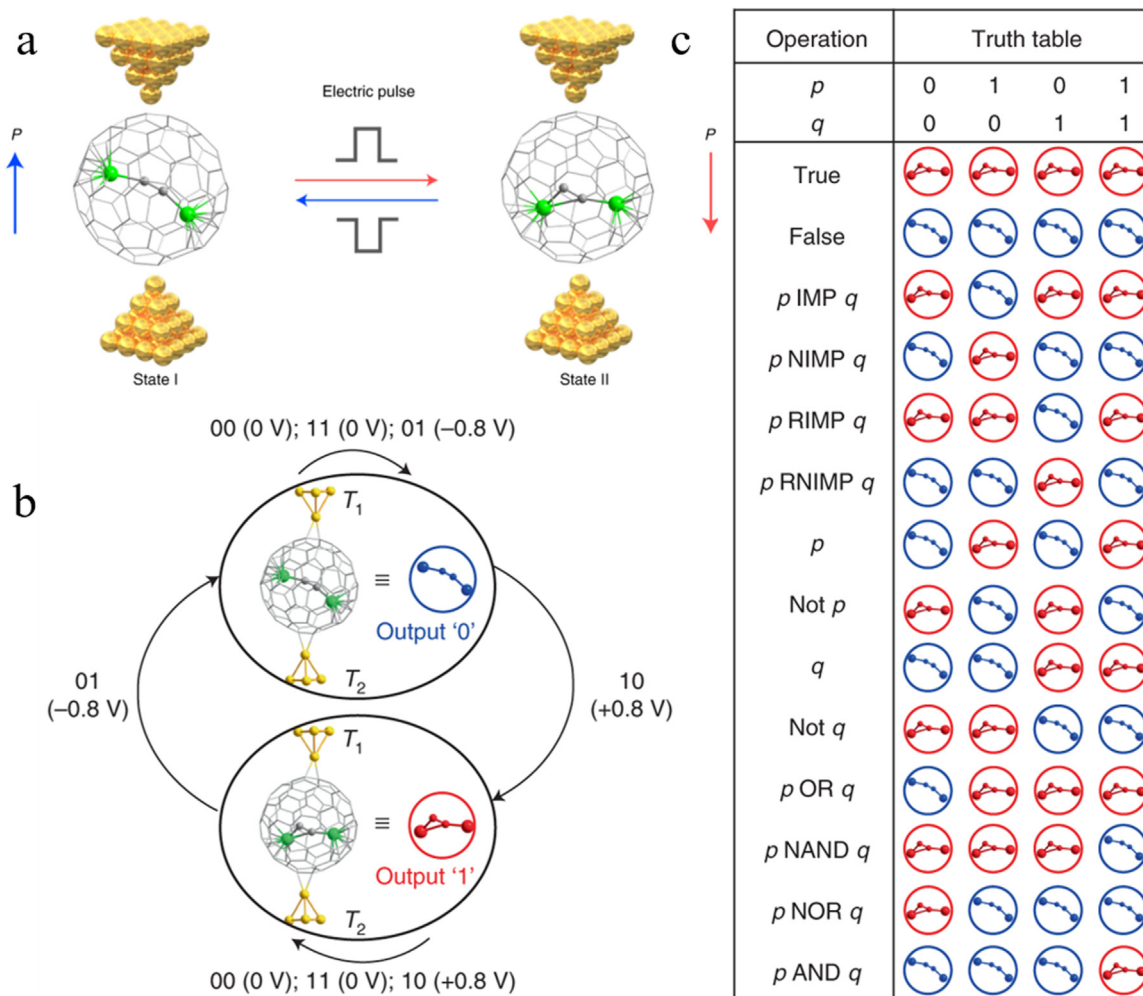 a
P
Electric pulse
P
State I
State II
b
00 (0 V); 11 (0 V); 01 (–0.8 V)
T1
≡
Output ‘0’
T2
01
(–0.8 V)
10
(+0.8 V)
T1
≡
Output ‘1’
T2
00 (0 V); 11 (0 V); 10 (+0.8 V)
c
Operation Truth table
p 0 1 0 1
q 0 0 1 1
True
False
p IMP q
p NIMP q
p RIMP q
p RNIMP q
p
Not p
q
Not q
p OR q
p NAND q
p NOR q
p AND q